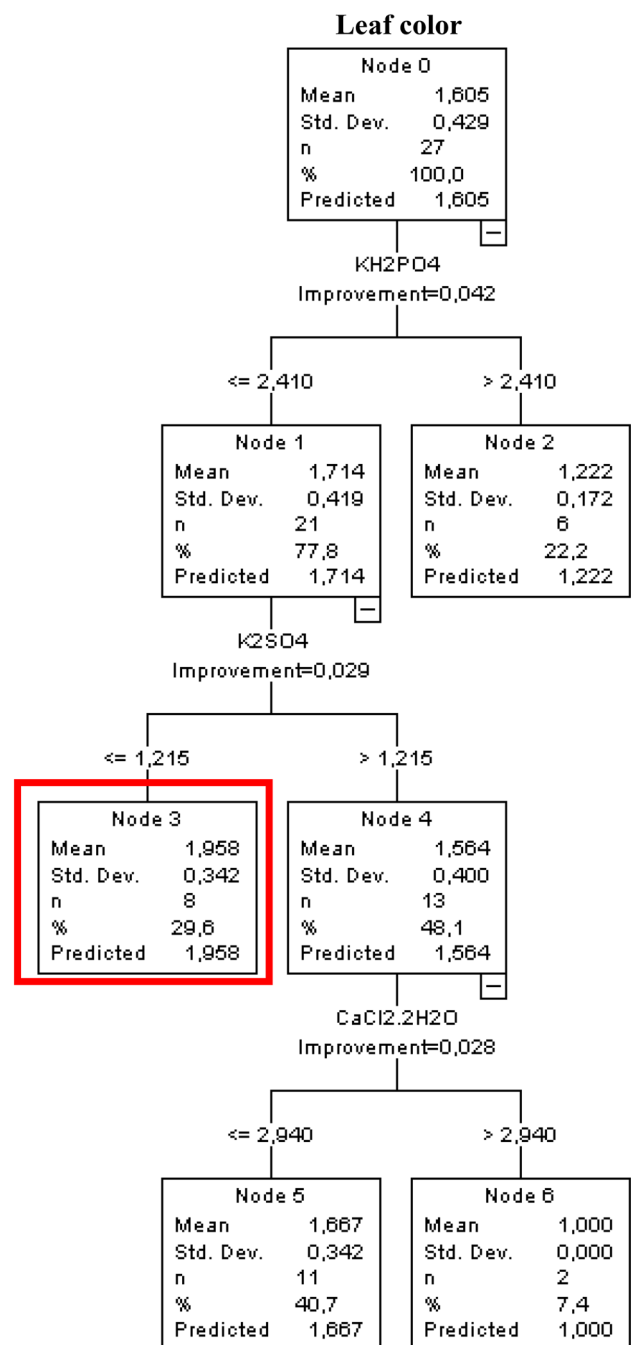 Leaf color
Node 0
Mean 1,605
Std. Dev. 0,429
n 27
% 100,0
Predicted 1,605
KH2PO4
Improvement=0,042
<= 2,410
> 2,410
Node 1
Mean 1,714
Std. Dev. 0,419
n 21
% 77,8
Predicted 1,714
Node 2
Mean 1,222
Std. Dev. 0,172
n 6
% 22,2
Predicted 1,222
K2SO4
Improvement=0,029
<= 1,215
> 1,215
Node 3
Mean 1,958
Std. Dev. 0,342
n 8
% 29,6
Predicted 1,958
Node 4
Mean 1,564
Std. Dev. 0,400
n 13
% 48,1
Predicted 1,564
CaCl2.2H2O
Improvement=0,028
<= 2,940
> 2,940
Node 5
Mean 1,667
Std. Dev. 0,342
n 11
% 40,7
Predicted 1,667
Node 6
Mean 1,000
Std. Dev. 0,000
n 2
% 7,4
Predicted 1,000